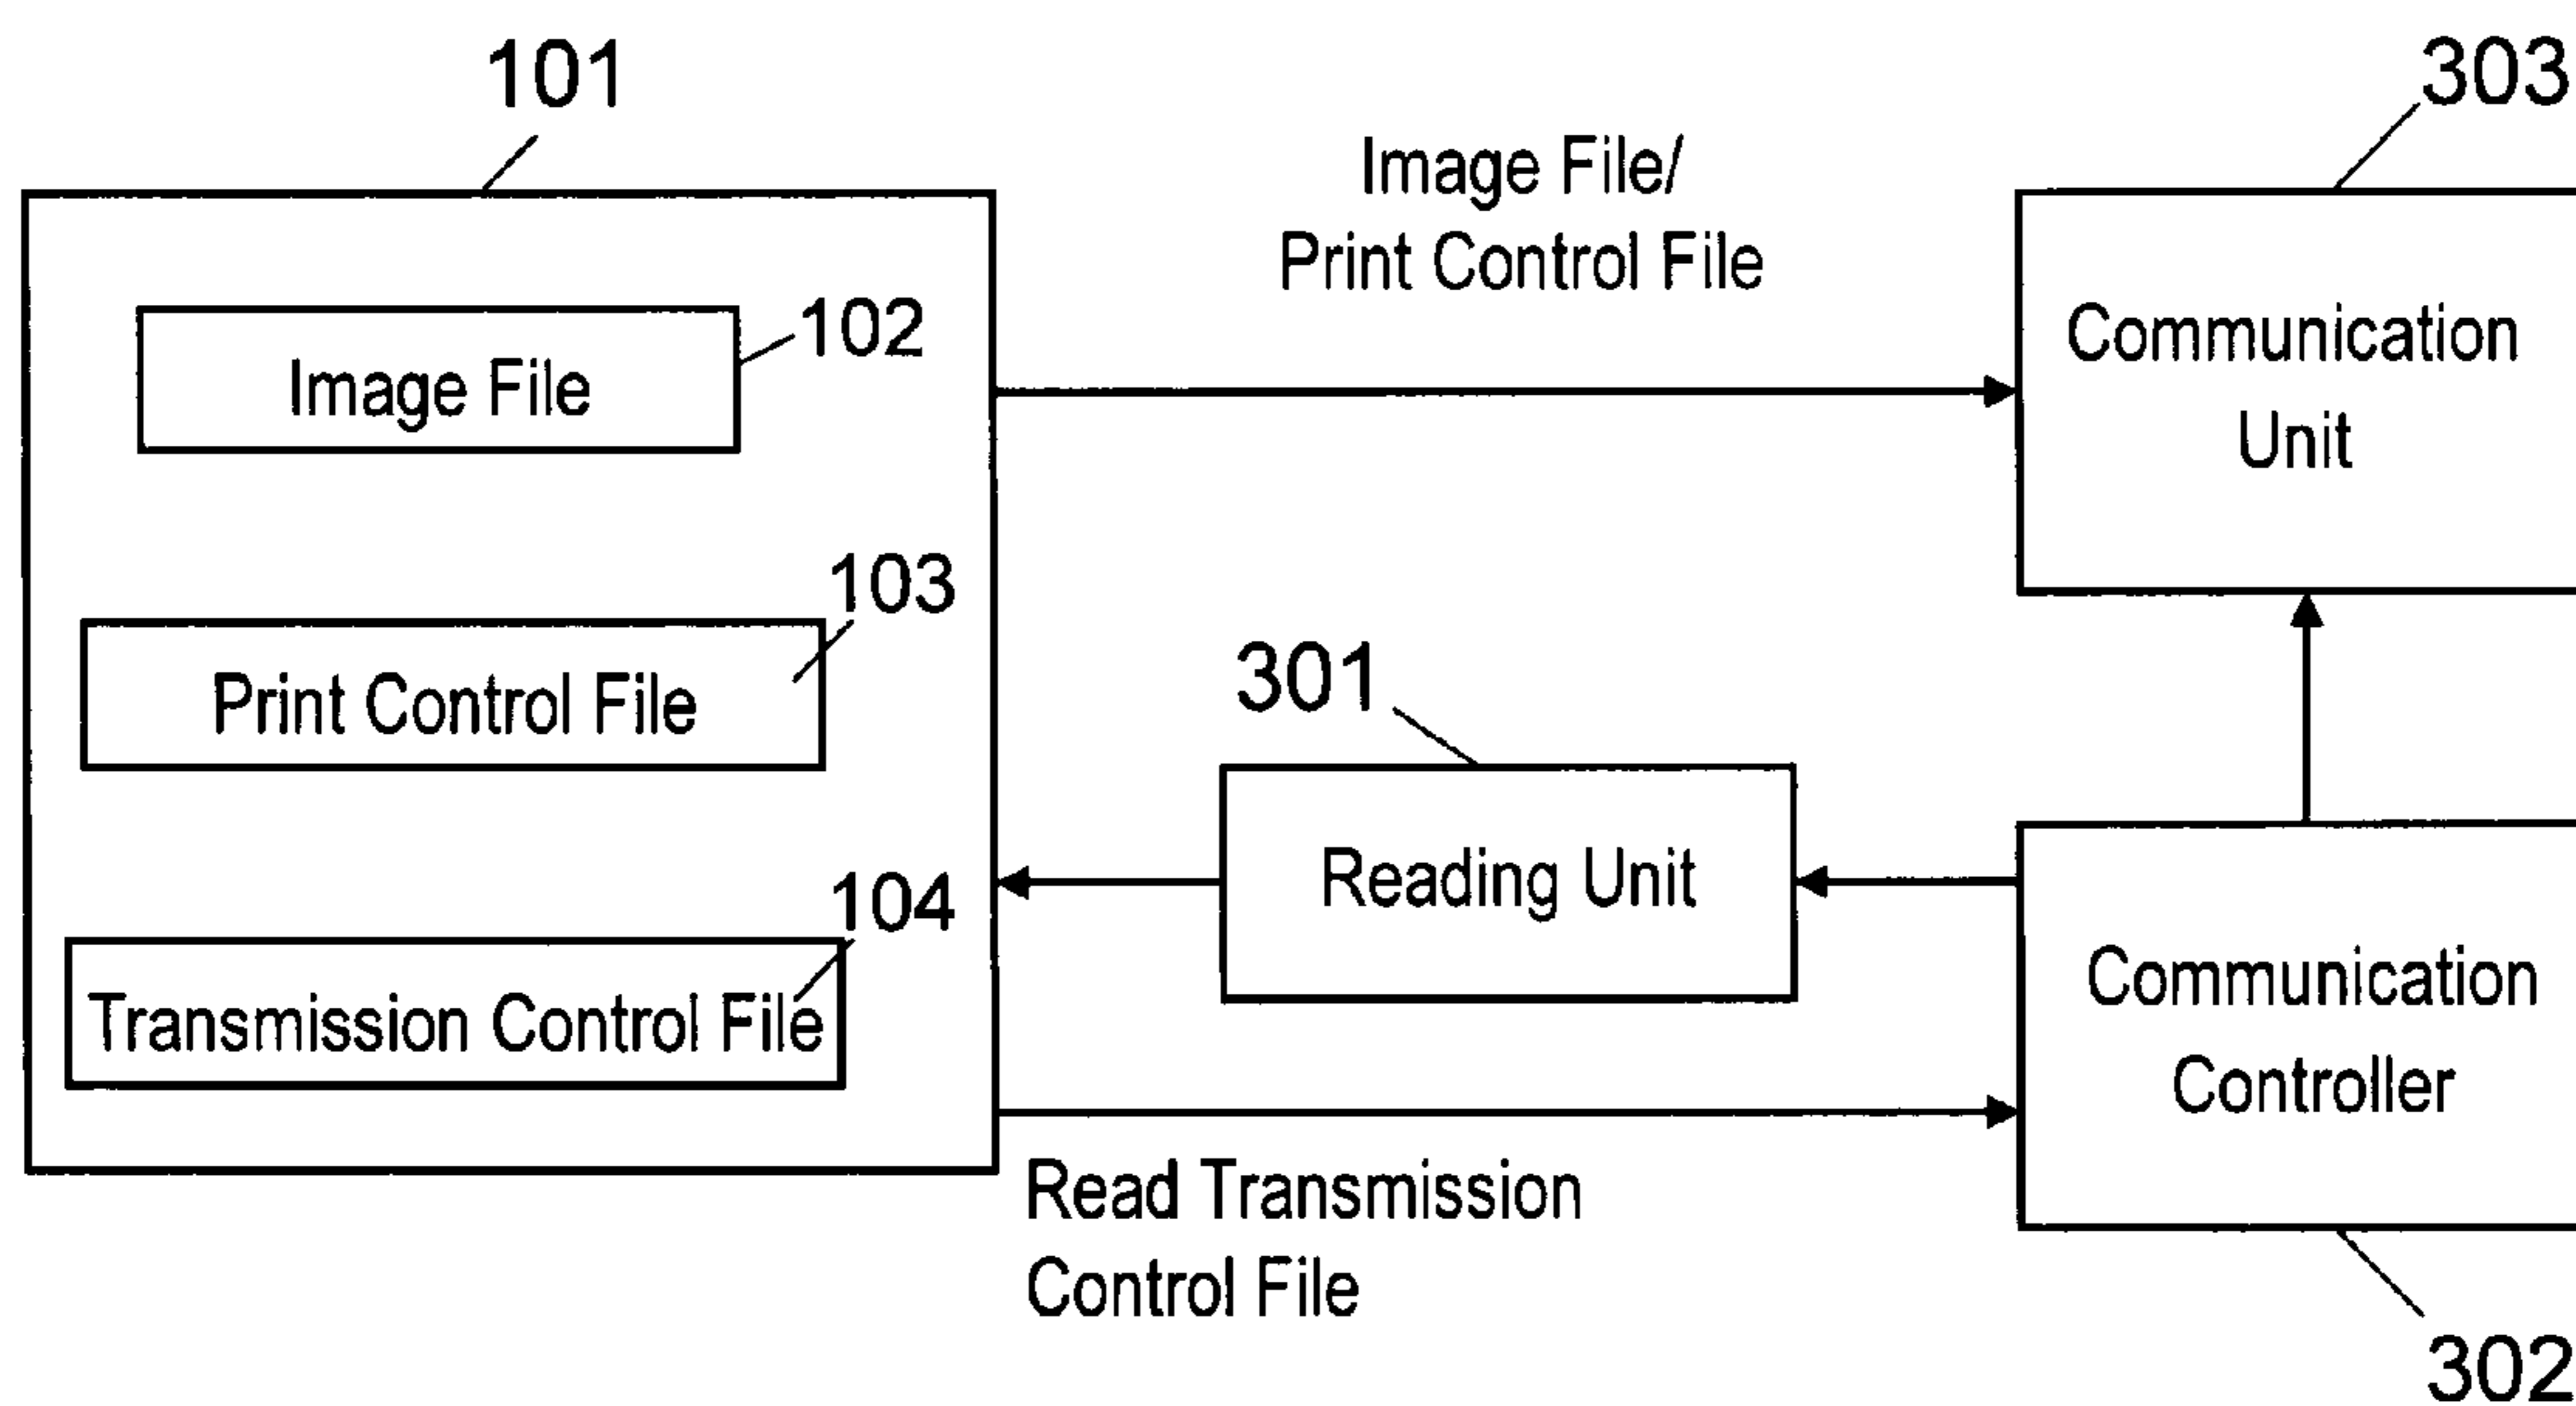 101
303
Image File/
Print Control File
102
Image File
Communication
Unit
103
Print Control File
301
Reading Unit
104
Transmission Control File
Communication
Controller
Read Transmission
Control File
302